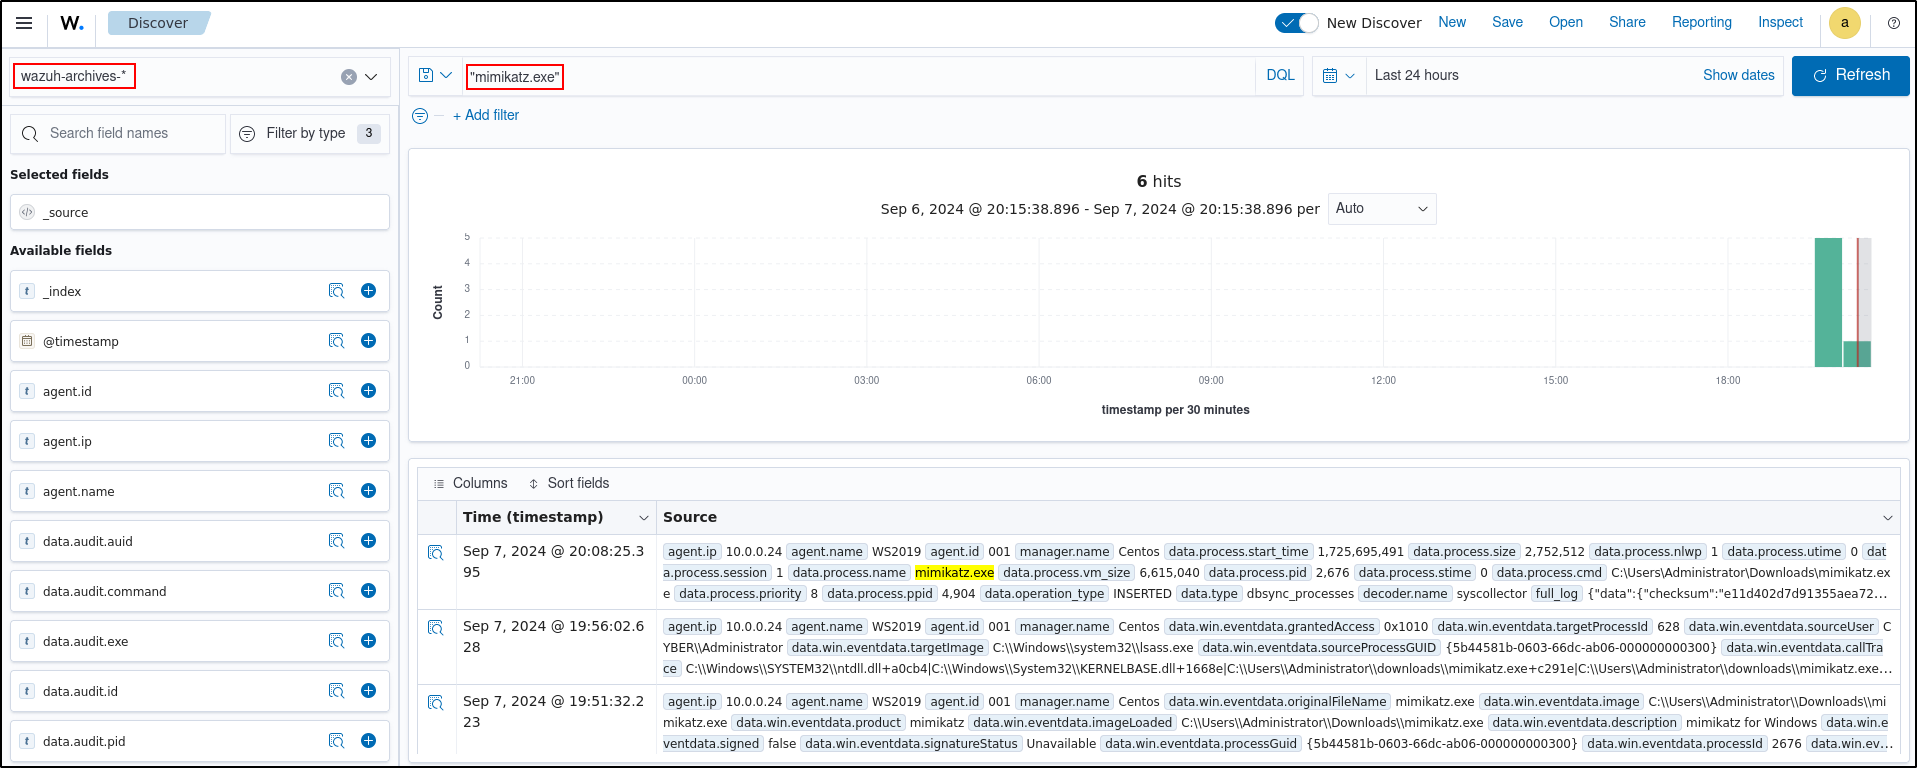 W.
Discover
New Discover
New
Save
Open
Share
Reporting
Inspect
a
wazuh-archives-*
"mimikatz.exe"
DQL
Last 24 hours
Show dates
Refresh
+ Add filter
Search field names
Filter by type 3
Selected fields
_source
Available fields
t _index
@timestamp
t agent.id
t agent.ip
t agent.name
t data.audit.auid
t data.audit.command
t data.audit.exe
t data.audit.id
t data.audit.pid
6 hits
Sep 6, 2024 @ 20:15:38.896 - Sep 7, 2024 @ 20:15:38.896 per Auto
Count
5
4
3
2
1
0
21:00 00:00 03:00 06:00 09:00 12:00 15:00 18:00
timestamp per 30 minutes
Columns Sort fields
Time (timestamp) Source
Sep 7, 2024 @ 20:08:25.3
95
agent.ip 10.0.0.24 agent.name WS2019 agent.id 001 manager.name Centos data.process.start_time 1,725,695,491 data.process.size 2,752,512 data.process.nlwp 1 data.process.utime 0 dat
a.process.session 1 data.process.name mimikatz.exe data.process.vm_size 6,615,040 data.process.pid 2,676 data.process.stime 0 data.process.cmd C:\Users\Administrator\Downloads\mimikatz.ex
e data.process.priority 8 data.process.ppid 4,904 data.operation_type INSERTED data.type dbsync_processes decoder.name syscollector full_log {"data":{"checksum":"e11d402d7d91355aea72...
Sep 7, 2024 @ 19:56:02.6
28
agent.ip 10.0.0.24 agent.name WS2019 agent.id 001 manager.name Centos data.win.eventdata.grantedAccess 0x1010 data.win.eventdata.targetProcessId 628 data.win.eventdata.sourceUser C
YBER\\Administrator data.win.eventdata.targetImage C:\\Windows\\system32\\lsass.exe data.win.eventdata.sourceProcessGUID {5b44581b-0603-66dc-ab06-000000000300} data.win.eventdata.callTra
ce C:\\Windows\\SYSTEM32\\ntdll.dll+a0cb4|C:\\Windows\\System32\\KERNELBASE.dll+1668e|C:\\Users\\Administrator\\downloads\\mimikatz.exe+c291e|C:\\Users\\Administrator\\downloads\\mimikatz.exe...
Sep 7, 2024 @ 19:51:32.2
23
agent.ip 10.0.0.24 agent.name WS2019 agent.id 001 manager.name Centos data.win.eventdata.originalFileName mimikatz.exe data.win.eventdata.image C:\\Users\\Administrator\\Downloads\\mi
mikatz.exe data.win.eventdata.product mimikatz data.win.eventdata.imageLoaded C:\\Users\\Administrator\\Downloads\\mimikatz.exe data.win.eventdata.description mimikatz for Windows data.win.e
ventdata.signed false data.win.eventdata.signatureStatus Unavailable data.win.eventdata.processGuid {5b44581b-0603-66dc-ab06-000000000300} data.win.eventdata.processId 2676 data.win.ev...